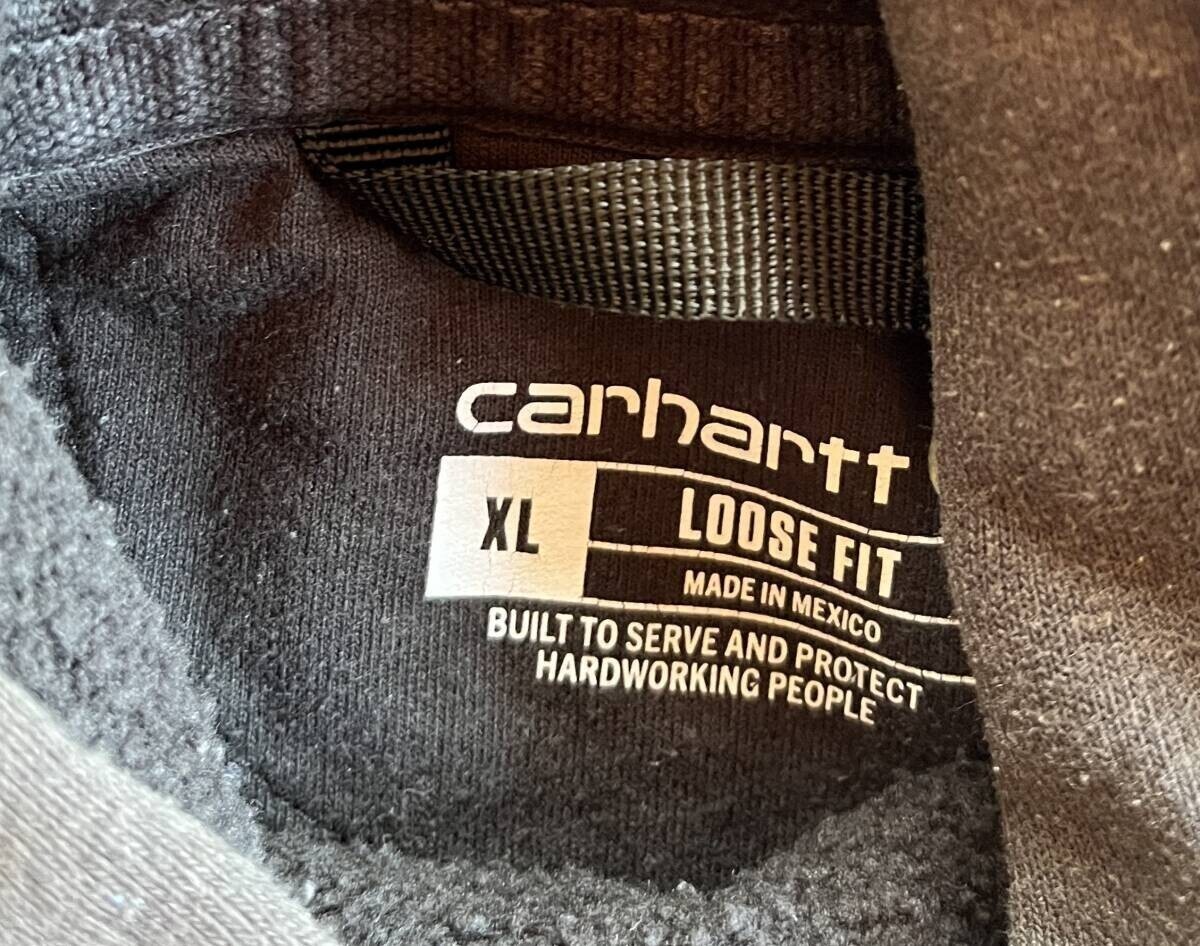 carhartt
XL
LOOSE FIT
MADE IN MEXICO
BUILT TO SERVE AND PROTECT
HARDWORKING PEOPLE